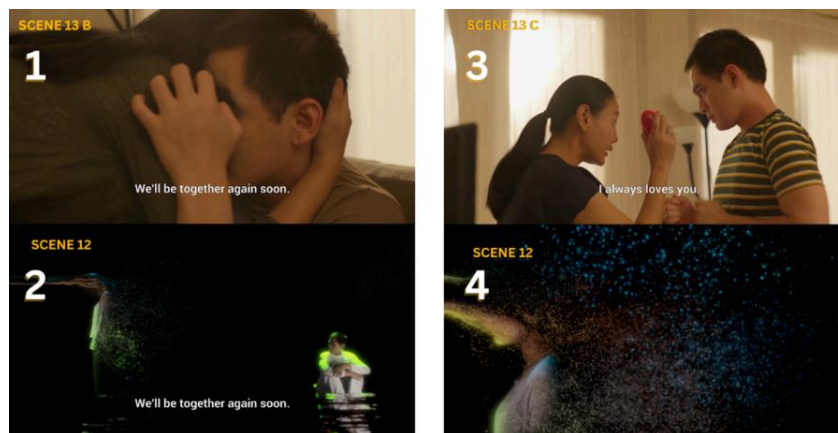 SCENE 13 B
1
We'll be together again soon.
SCENE 12
2
We'll be together again soon.
SCENE 13 C
3
I always loves you.
SCENE 12
4